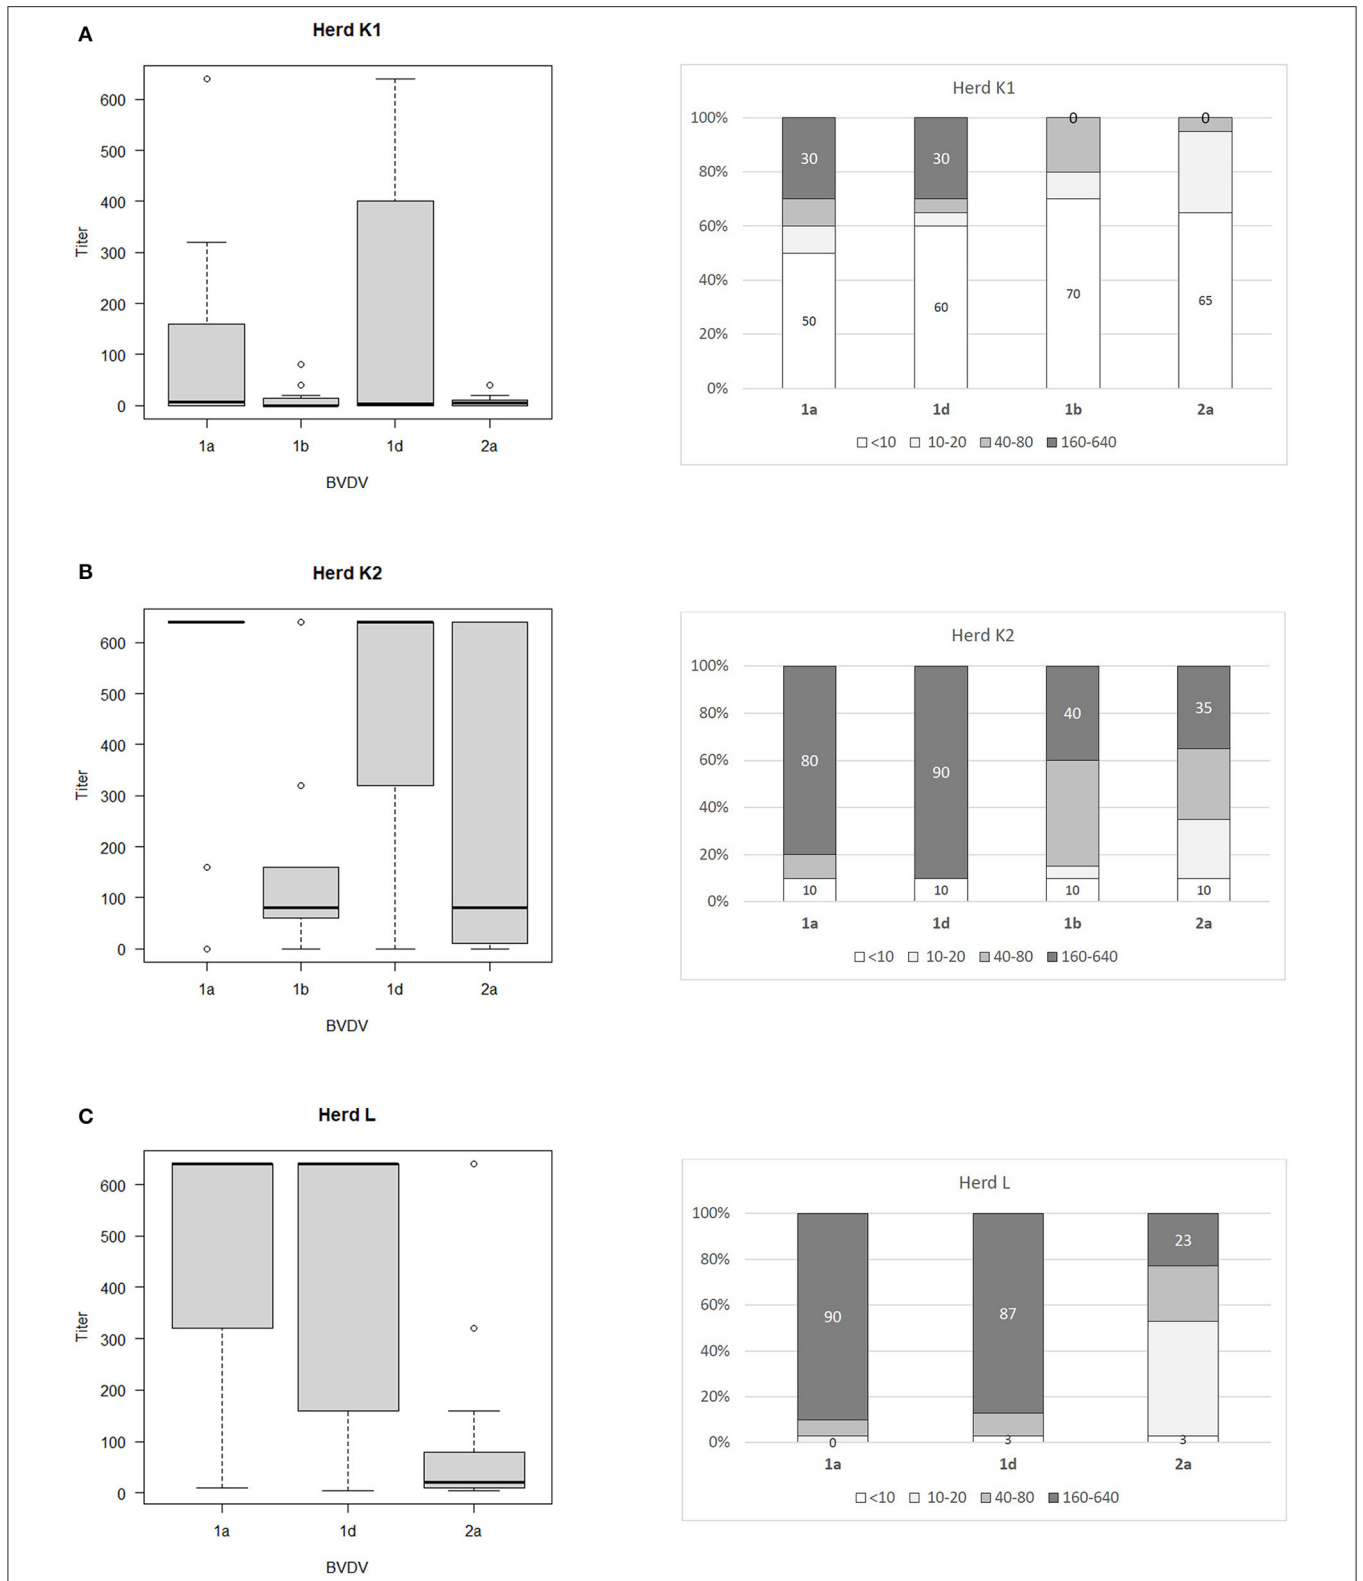 A
Herd K1
600
500
400
300
200
100
0
Titer
1a 1b 1d 2a
BVDV
Herd K1
100%
80%
60%
40%
20%
0%
30 30 0 0
50 60 70 65
1a 1d 1b 2a
<10 10-20 40-80 160-640
B
Herd K2
600
500
400
300
200
100
0
Titer
1a 1b 1d 2a
BVDV
Herd K2
100%
80%
60%
40%
20%
0%
80 90 40 35
10 10 10 10
1a 1d 1b 2a
<10 10-20 40-80 160-640
C
Herd L
600
500
400
300
200
100
0
Titer
1a 1d 2a
BVDV
Herd L
100%
80%
60%
40%
20%
0%
90 87 23
0 3 3
1a 1d 2a
<10 10-20 40-80 160-640